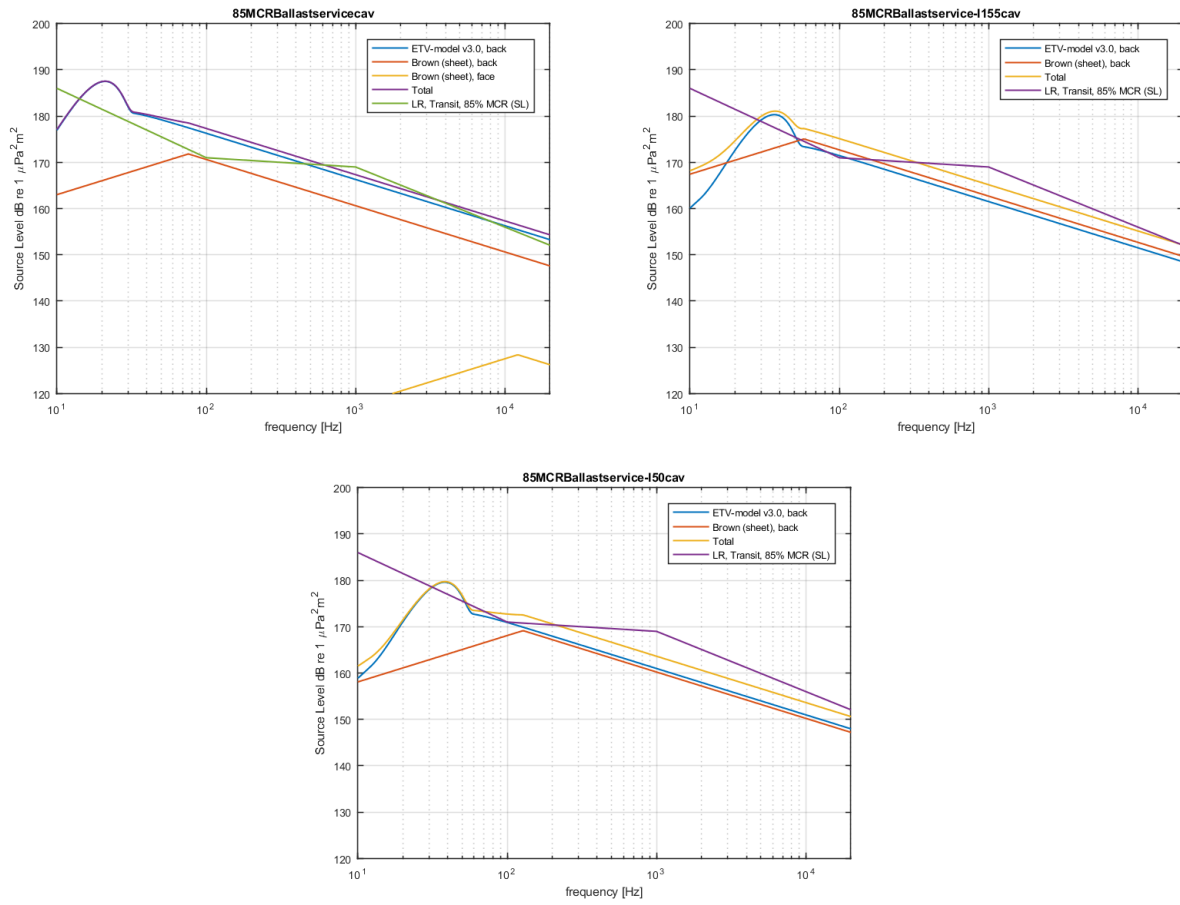 85MCRBallastservicecav
200
190
180
170
160
150
140
130
120
Source Level dB re 1 μPa²m²
ETV-model v3.0, back
Brown (sheet), back
Brown (sheet), face
Total
LR, Transit, 85% MCR (SL)
10¹ 10² 10³ 10⁴
frequency [Hz]
85MCRBallastservice-I155cav
200
190
180
170
160
150
140
130
120
Source Level dB re 1 μPa²m²
ETV-model v3.0, back
Brown (sheet), back
Total
LR, Transit, 85% MCR (SL)
10¹ 10² 10³ 10⁴
frequency [Hz]
85MCRBallastservice-I50cav
200
190
180
170
160
150
140
130
120
Source Level dB re 1 μPa²m²
ETV-model v3.0, back
Brown (sheet), back
Total
LR, Transit, 85% MCR (SL)
10¹ 10² 10³ 10⁴
frequency [Hz]